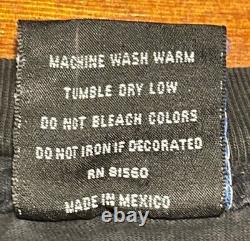 MACHINE WASH WARM
TUMBLE DRY LOW
DO NOT BLEACH COLORS
DO NOT IRON IF DECORATED
RN 91560
MADE IN MEXICO